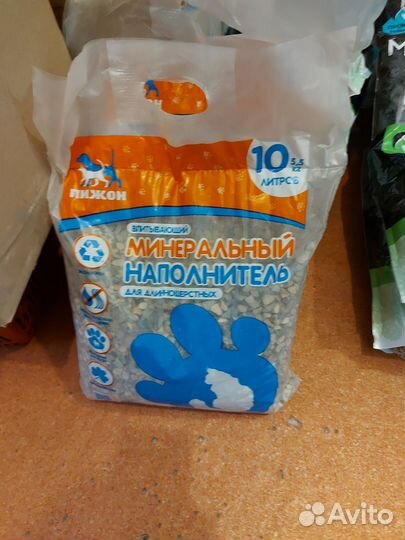 ПИЖОН
10
5,5
кг
ЛИТРОВ
ВПИТЫВАЮЩИЙ
МИНЕРАЛЬНЫЙ
НАПОЛНИТЕЛЬ
ДЛЯ ДЛИННОШЕРСТНЫХ
Avito